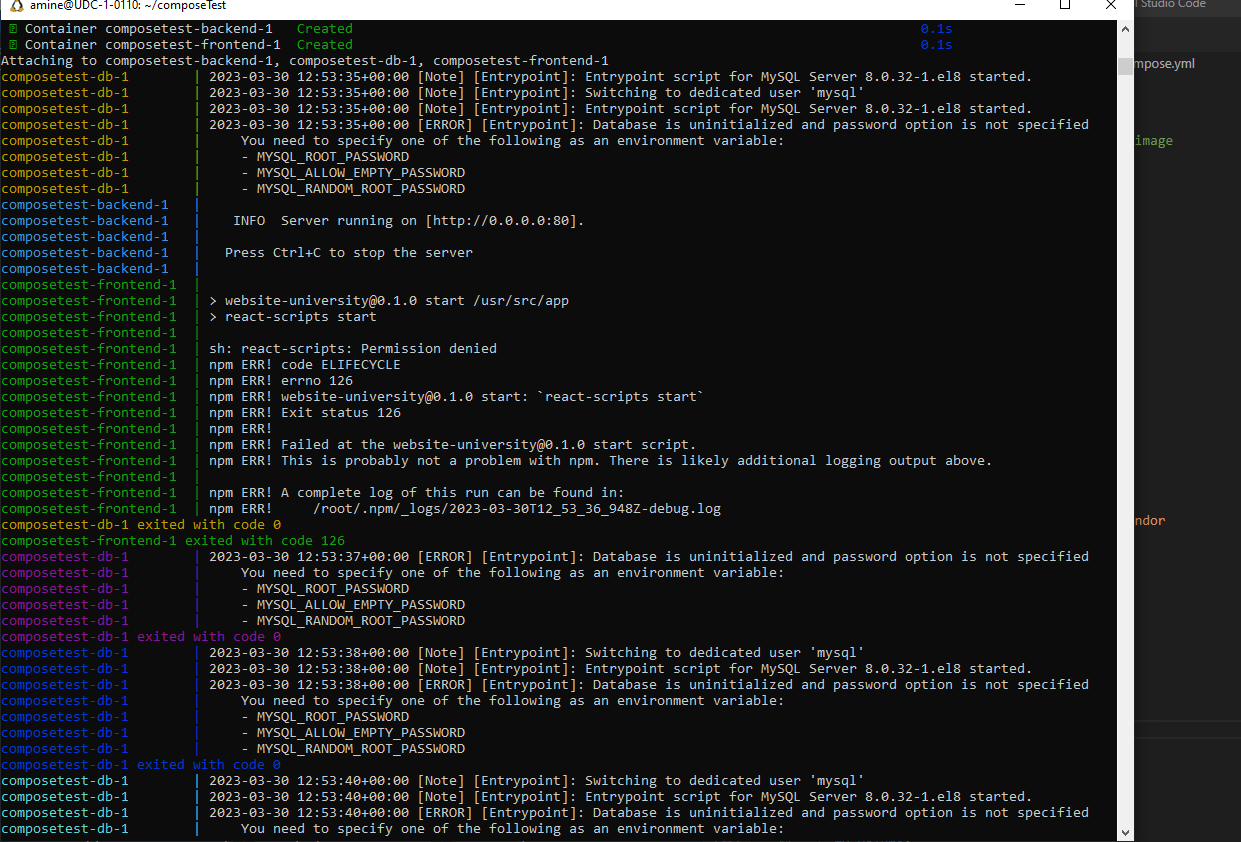 amine@UDC-1-0110: ~/composeTest
l Studio Code
Container composetest-backend-1 Created 0.1s
Container composetest-frontend-1 Created 0.1s
Attaching to composetest-backend-1, composetest-db-1, composetest-frontend-1
mpose.yml
composetest-db-1 | 2023-03-30 12:53:35+00:00 [Note] [Entrypoint]: Entrypoint script for MySQL Server 8.0.32-1.el8 started.
composetest-db-1 | 2023-03-30 12:53:35+00:00 [Note] [Entrypoint]: Switching to dedicated user 'mysql'
composetest-db-1 | 2023-03-30 12:53:35+00:00 [Note] [Entrypoint]: Entrypoint script for MySQL Server 8.0.32-1.el8 started.
composetest-db-1 | 2023-03-30 12:53:35+00:00 [ERROR] [Entrypoint]: Database is uninitialized and password option is not specified
composetest-db-1 | You need to specify one of the following as an environment variable:
image
composetest-db-1 | - MYSQL_ROOT_PASSWORD
composetest-db-1 | - MYSQL_ALLOW_EMPTY_PASSWORD
composetest-db-1 | - MYSQL_RANDOM_ROOT_PASSWORD
composetest-backend-1 |
composetest-backend-1 | INFO Server running on [http://0.0.0.0:80].
composetest-backend-1 |
composetest-backend-1 | Press Ctrl+C to stop the server
composetest-backend-1 |
composetest-frontend-1 |
composetest-frontend-1 | > website-university@0.1.0 start /usr/src/app
composetest-frontend-1 | > react-scripts start
composetest-frontend-1 |
composetest-frontend-1 | sh: react-scripts: Permission denied
composetest-frontend-1 | npm ERR! code ELIFECYCLE
composetest-frontend-1 | npm ERR! errno 126
composetest-frontend-1 | npm ERR! website-university@0.1.0 start: `react-scripts start`
composetest-frontend-1 | npm ERR! Exit status 126
composetest-frontend-1 | npm ERR!
composetest-frontend-1 | npm ERR! Failed at the website-university@0.1.0 start script.
composetest-frontend-1 | npm ERR! This is probably not a problem with npm. There is likely additional logging output above.
composetest-frontend-1 |
composetest-frontend-1 | npm ERR! A complete log of this run can be found in:
composetest-frontend-1 | npm ERR! /root/.npm/_logs/2023-03-30T12_53_36_948Z-debug.log
composetest-db-1 exited with code 0
ndor
composetest-frontend-1 exited with code 126
composetest-db-1 | 2023-03-30 12:53:37+00:00 [ERROR] [Entrypoint]: Database is uninitialized and password option is not specified
composetest-db-1 | You need to specify one of the following as an environment variable:
composetest-db-1 | - MYSQL_ROOT_PASSWORD
composetest-db-1 | - MYSQL_ALLOW_EMPTY_PASSWORD
composetest-db-1 | - MYSQL_RANDOM_ROOT_PASSWORD
composetest-db-1 exited with code 0
composetest-db-1 | 2023-03-30 12:53:38+00:00 [Note] [Entrypoint]: Switching to dedicated user 'mysql'
composetest-db-1 | 2023-03-30 12:53:38+00:00 [Note] [Entrypoint]: Entrypoint script for MySQL Server 8.0.32-1.el8 started.
composetest-db-1 | 2023-03-30 12:53:38+00:00 [ERROR] [Entrypoint]: Database is uninitialized and password option is not specified
composetest-db-1 | You need to specify one of the following as an environment variable:
composetest-db-1 | - MYSQL_ROOT_PASSWORD
composetest-db-1 | - MYSQL_ALLOW_EMPTY_PASSWORD
composetest-db-1 | - MYSQL_RANDOM_ROOT_PASSWORD
composetest-db-1 exited with code 0
composetest-db-1 | 2023-03-30 12:53:40+00:00 [Note] [Entrypoint]: Switching to dedicated user 'mysql'
composetest-db-1 | 2023-03-30 12:53:40+00:00 [Note] [Entrypoint]: Entrypoint script for MySQL Server 8.0.32-1.el8 started.
composetest-db-1 | 2023-03-30 12:53:40+00:00 [ERROR] [Entrypoint]: Database is uninitialized and password option is not specified
composetest-db-1 | You need to specify one of the following as an environment variable: